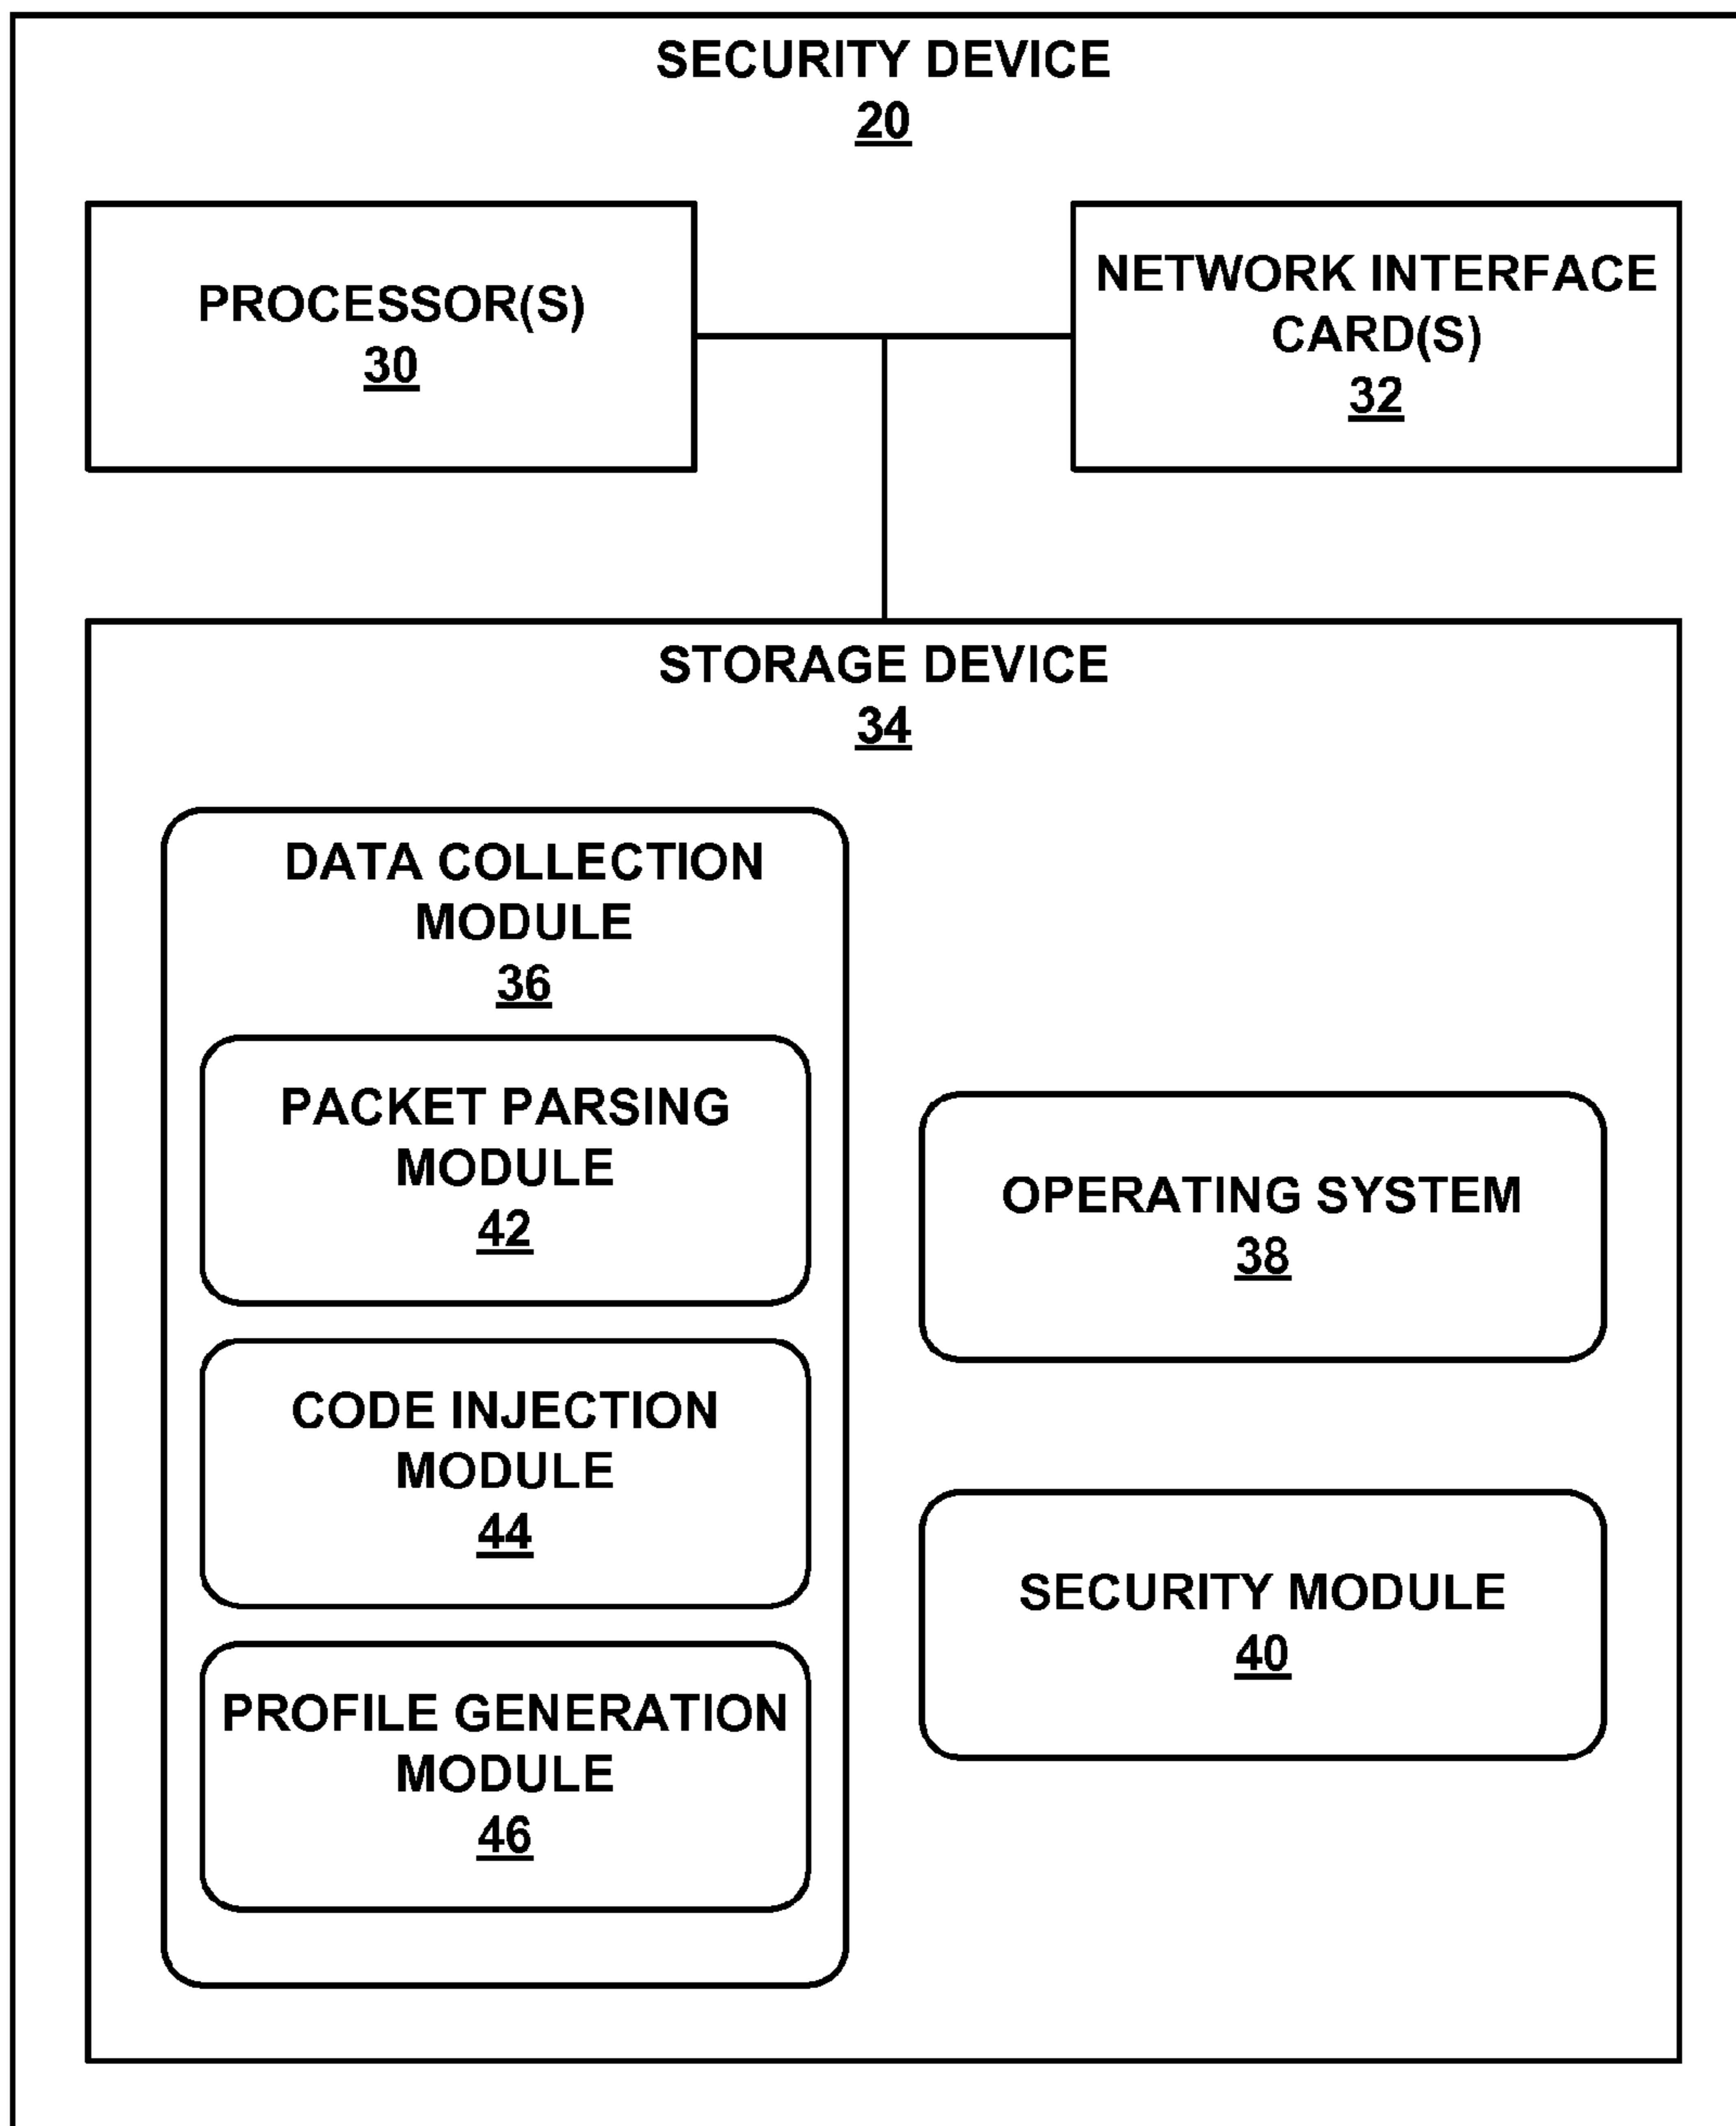 SECURITY DEVICE
20
PROCESSOR(S)
30
NETWORK INTERFACE
CARD(S)
32
STORAGE DEVICE
34
DATA COLLECTION
MODULE
36
PACKET PARSING
MODULE
42
CODE INJECTION
MODULE
44
PROFILE GENERATION
MODULE
46
OPERATING SYSTEM
38
SECURITY MODULE
40